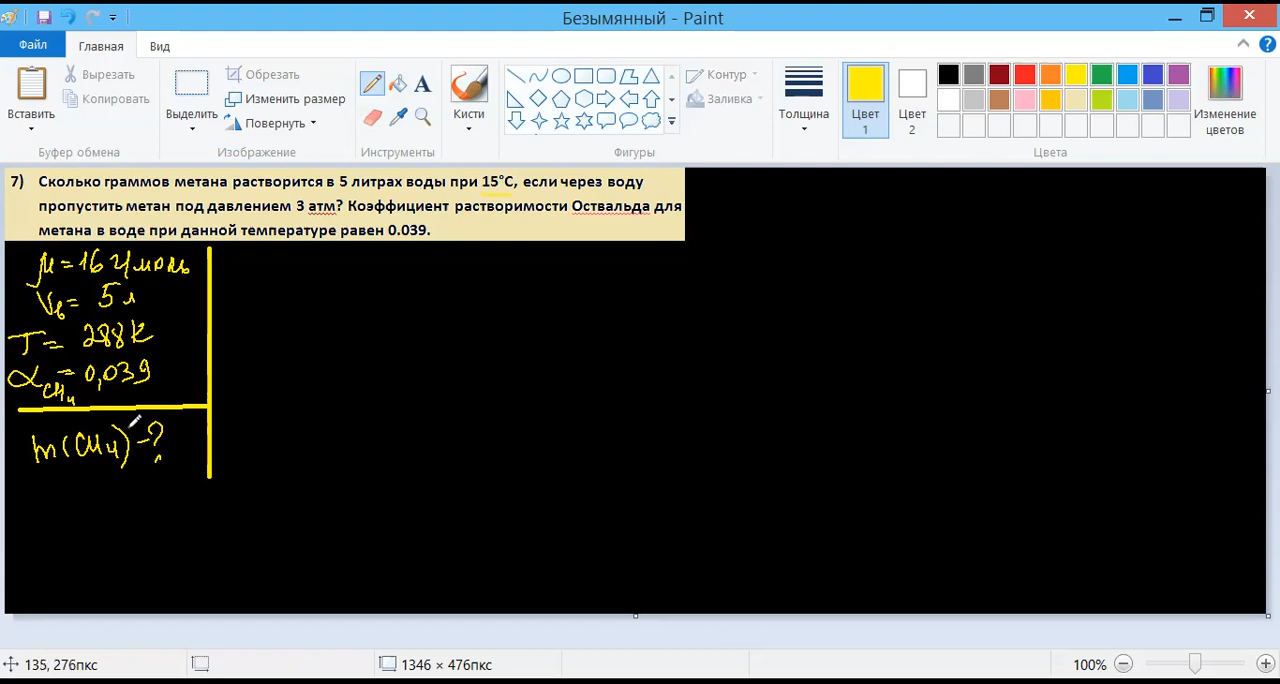 Безымянный - Paint
Файл
Главная
Вид
Вставить
Вырезать
Копировать
Буфер обмена
Выделить
Обрезать
Изменить размер
Повернуть
Изображение
Инструменты
Кисти
Фигуры
Контур
Заливка
Толщина
Цвет 1
Цвет 2
Цвета
Изменение цветов
7) Сколько граммов метана растворится в 5 литрах воды при 15°C, если через воду
пропустить метан под давлением 3 атм? Коэффициент растворимости Оствальда для
метана в воде при данной температуре равен 0.039.
μ = 16 г/моль
Vв = 5 л
T = 288 К
αCH₄ = 0,039
m(CH₄) - ?
135, 276пкс
1346 × 476пкс
100%